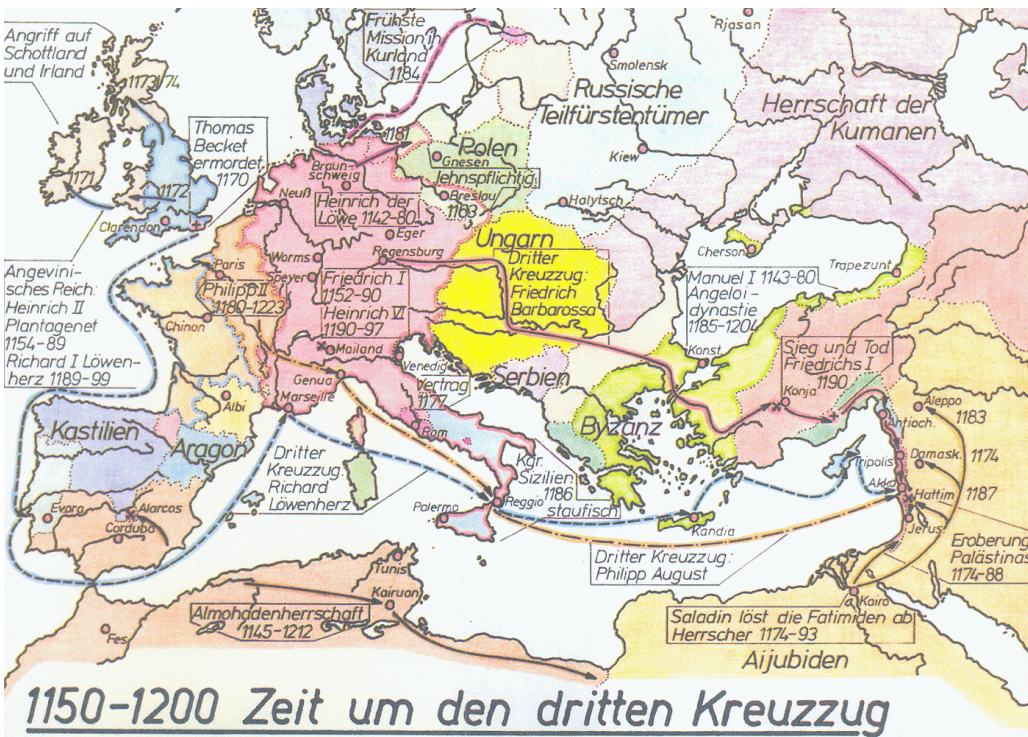 Angriff auf
Schottland
und Irland
1173/74
1171
1172
Clarendon
Thomas
Becket
ermordet
1170
Frühste
Mission in
Kurland
1184
Smolensk
Rjasan
Russische
Teilfürstentümer
Herrschaft der
Kumanen
Kiew
Halytsch
1181
Polen
Gnesen
lehnspflichtig
Breslau
1163
Braun-
schweig
Neuß
Heinrich der
Löwe 1142-80
Eger
Regensburg
Worms
Speyer
Friedrich I
1152-90
Heinrich VI
1190-97
Paris
Philipp II
1180-1223
Chinon
Angevini-
sches Reich:
Heinrich II
Plantagenet
1154-89
Richard I Löwen-
herz 1189-99
Ungarn
Dritter
Kreuzzug:
Friedrich
Barbarossa
Cherson
Trapezunt
Manuel I 1143-80
Angeloi-
dynastie
1185-1204
Konst.
Sieg und Tod
Friedrichs I
1190
Konja
Mailand
Venedig
Vertrag
1177
Genua
Marseille
Albi
Rom
Serbien
Byzanz
Kastilien
Aragon
Evora
Alarcos
Corduba
Dritter
Kreuzzug:
Richard
Löwenherz
Kgr.
Sizilien
1186
staufisch
Palermo
Reggio
Kandia
Dritter Kreuzzug:
Philipp August
Aleppo
1183
Antioch.
Tripolis
Damask.
1174
Akko
Hattim
1187
Jerus.
Eroberung
Palästinas
1174-88
Tunis
Kairuan
Almohadenherrschaft
1145-1212
Fes
Kairo
Saladin löst die Fatimiden ab
Herrscher 1174-93
Aijubiden
1150-1200 Zeit um den dritten Kreuzzug